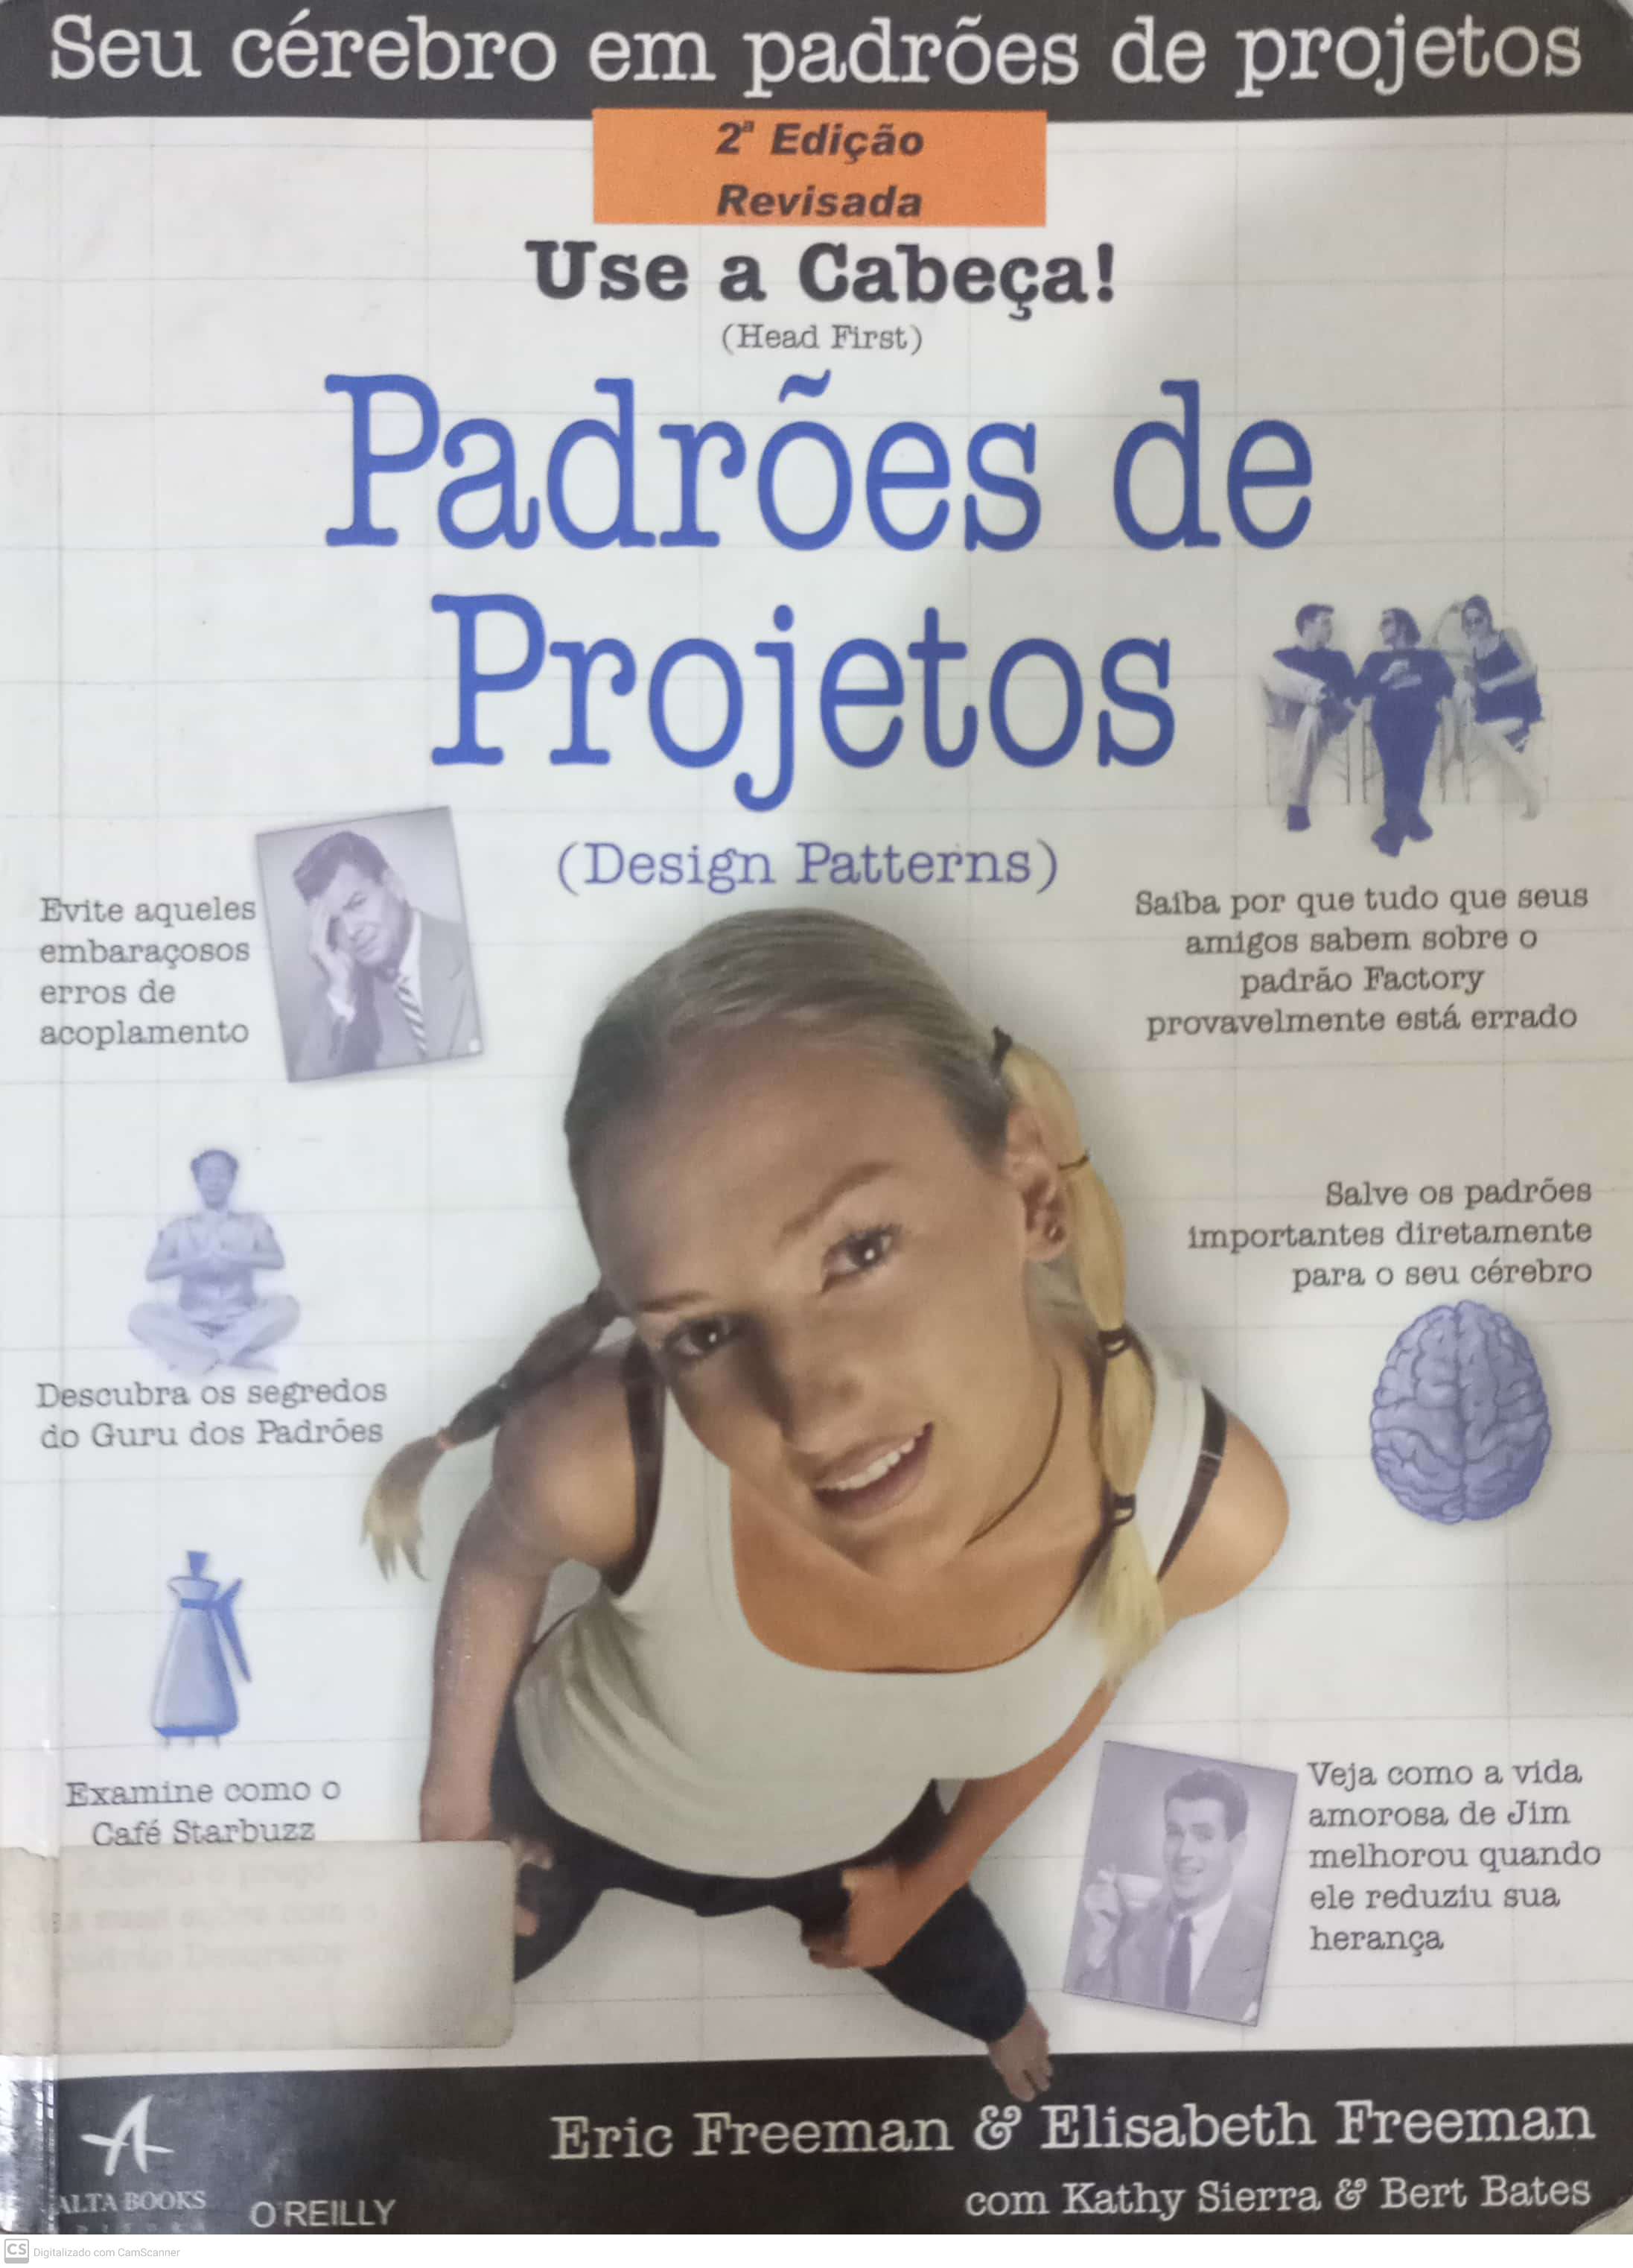 Seu cérebro em padrões de projetos
2ª Edição
Revisada
Use a Cabeça!
(Head First)
Padrões de
Projetos
(Design Patterns)
Evite aqueles
embaraçosos
erros de
acoplamento
Saiba por que tudo que seus
amigos sabem sobre o
padrão Factory
provavelmente está errado
Descubra os segredos
do Guru dos Padrões
Salve os padrões
importantes diretamente
para o seu cérebro
Examine como o
Café Starbuzz
Veja como a vida
amorosa de Jim
melhorou quando
ele reduziu sua
herança
Eric Freeman & Elisabeth Freeman
com Kathy Sierra & Bert Bates
ALTA BOOKS
O'REILLY
CS Digitalizado com CamScanner